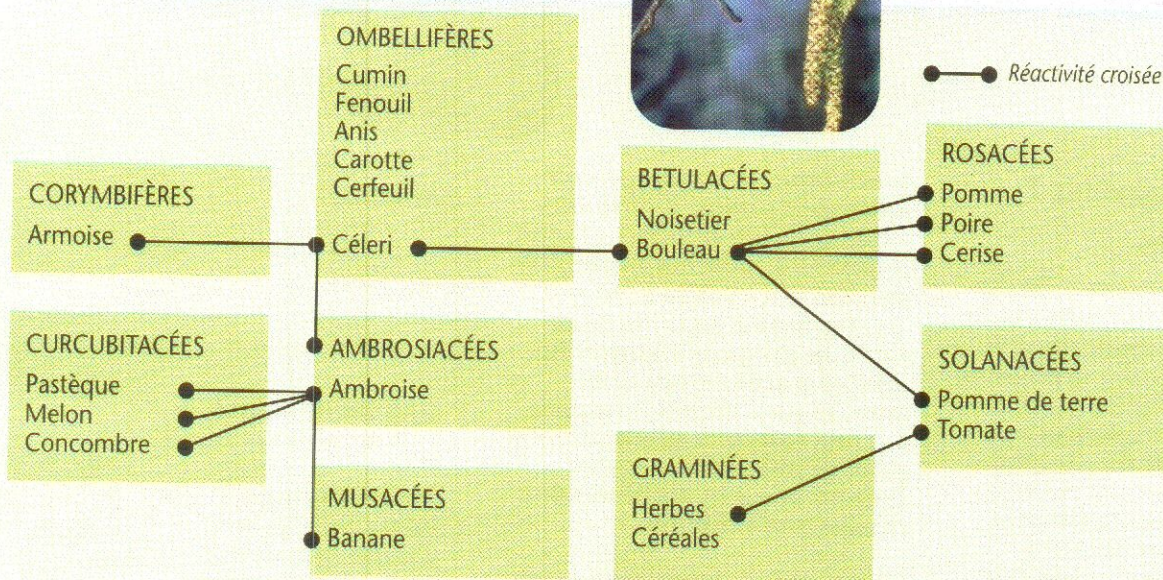 OMBELLIFÈRES
Cumin
Fenouil
Anis
Carotte
Cerfeuil
Céleri
Réactivité croisée
CORYMBIFÈRES
Armoise
BETULACÉES
Noisetier
Bouleau
ROSACÉES
Pomme
Poire
Cerise
CURCUBITACÉES
Pastèque
Melon
Concombre
AMBROSIACÉES
Ambroise
SOLANACÉES
Pomme de terre
Tomate
MUSACÉES
Banane
GRAMINÉES
Herbes
Céréales